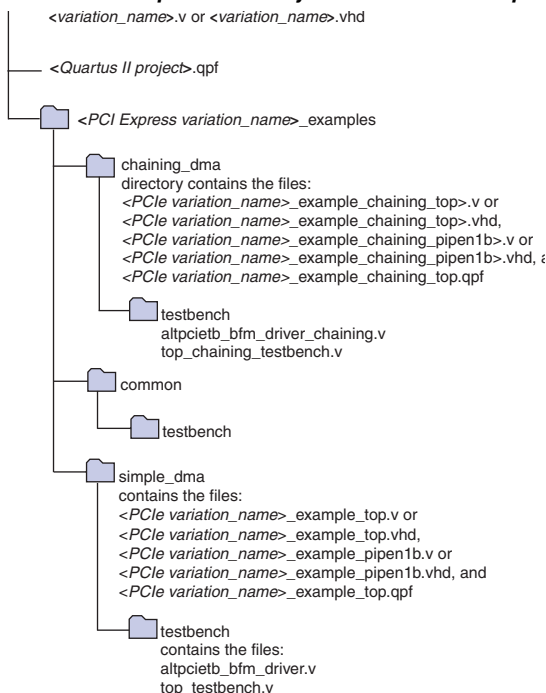 <variation_name>.v or <variation_name>.vhd
<Quartus II project>.qpf
<PCI Express variation_name>_examples
chaining_dma
directory contains the files:
<PCIe variation_name>_example_chaining_top>.v or
<PCIe variation_name>_example_chaining_top>.vhd,
<PCIe variation_name>_example_chaining_pipen1b>.v or
<PCIe variation_name>_example_chaining_pipen1b>.vhd, a
<PCIe variation_name>_example_chaining_top.qpf
testbench
altpcietb_bfm_driver_chaining.v
top_chaining_testbench.v
common
testbench
simple_dma
contains the files:
<PCIe variation_name>_example_top.v or
<PCIe variation_name>_example_top.vhd,
<PCIe variation_name>_example_pipen1b.v or
<PCIe variation_name>_example_pipen1b.vhd, and
<PCIe variation_name>_example_top.qpf
testbench
contains the files:
altpcietb_bfm_driver.v
top_testbench.v